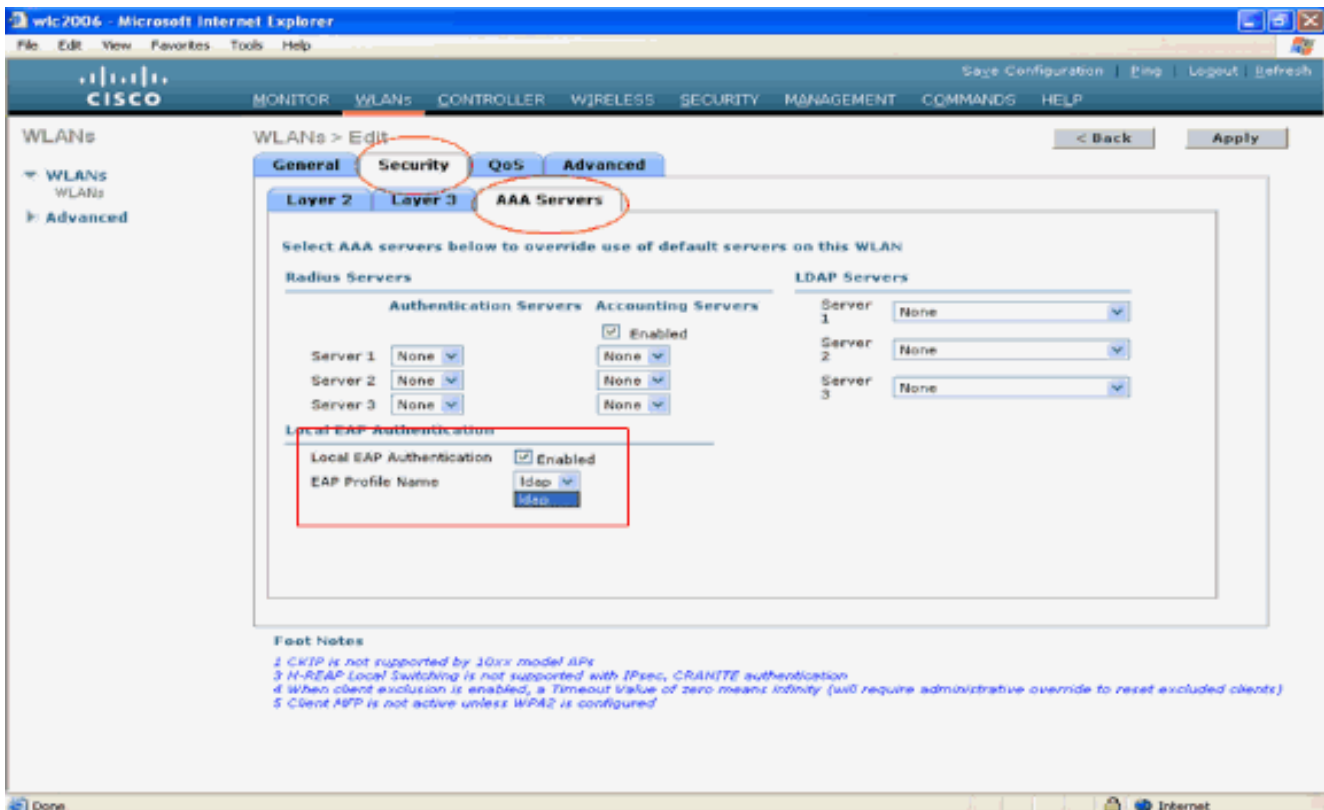 wlc2006 - Microsoft Internet Explorer
File Edit View Favorites Tools Help
Save Configuration | Ping | Logout | Refresh
CISCO
MONITOR WLANs CONTROLLER WIRELESS SECURITY MANAGEMENT COMMANDS HELP
WLANs
WLANs > Edit
< Back Apply
WLANs
WLANs
Advanced
General Security QoS Advanced
Layer 2 Layer 3 AAA Servers
Select AAA servers below to override use of default servers on this WLAN
Radius Servers
LDAP Servers
Authentication Servers Accounting Servers
Enabled
Server 1 None None
Server 2 None None
Server 3 None None
Server 1 None
Server 2 None
Server 3 None
Local EAP Authentication
Local EAP Authentication Enabled
EAP Profile Name ldap
ldap
Foot Notes
1 CKIP is not supported by 10xx model APs
3 H-REAP Local Switching is not supported with IPsec, CRANITE authentication
4 When client exclusion is enabled, a Timeout Value of zero means infinity (will require administrative override to reset excluded clients)
5 Client MFP is not active unless WPA2 is configured
Done Internet